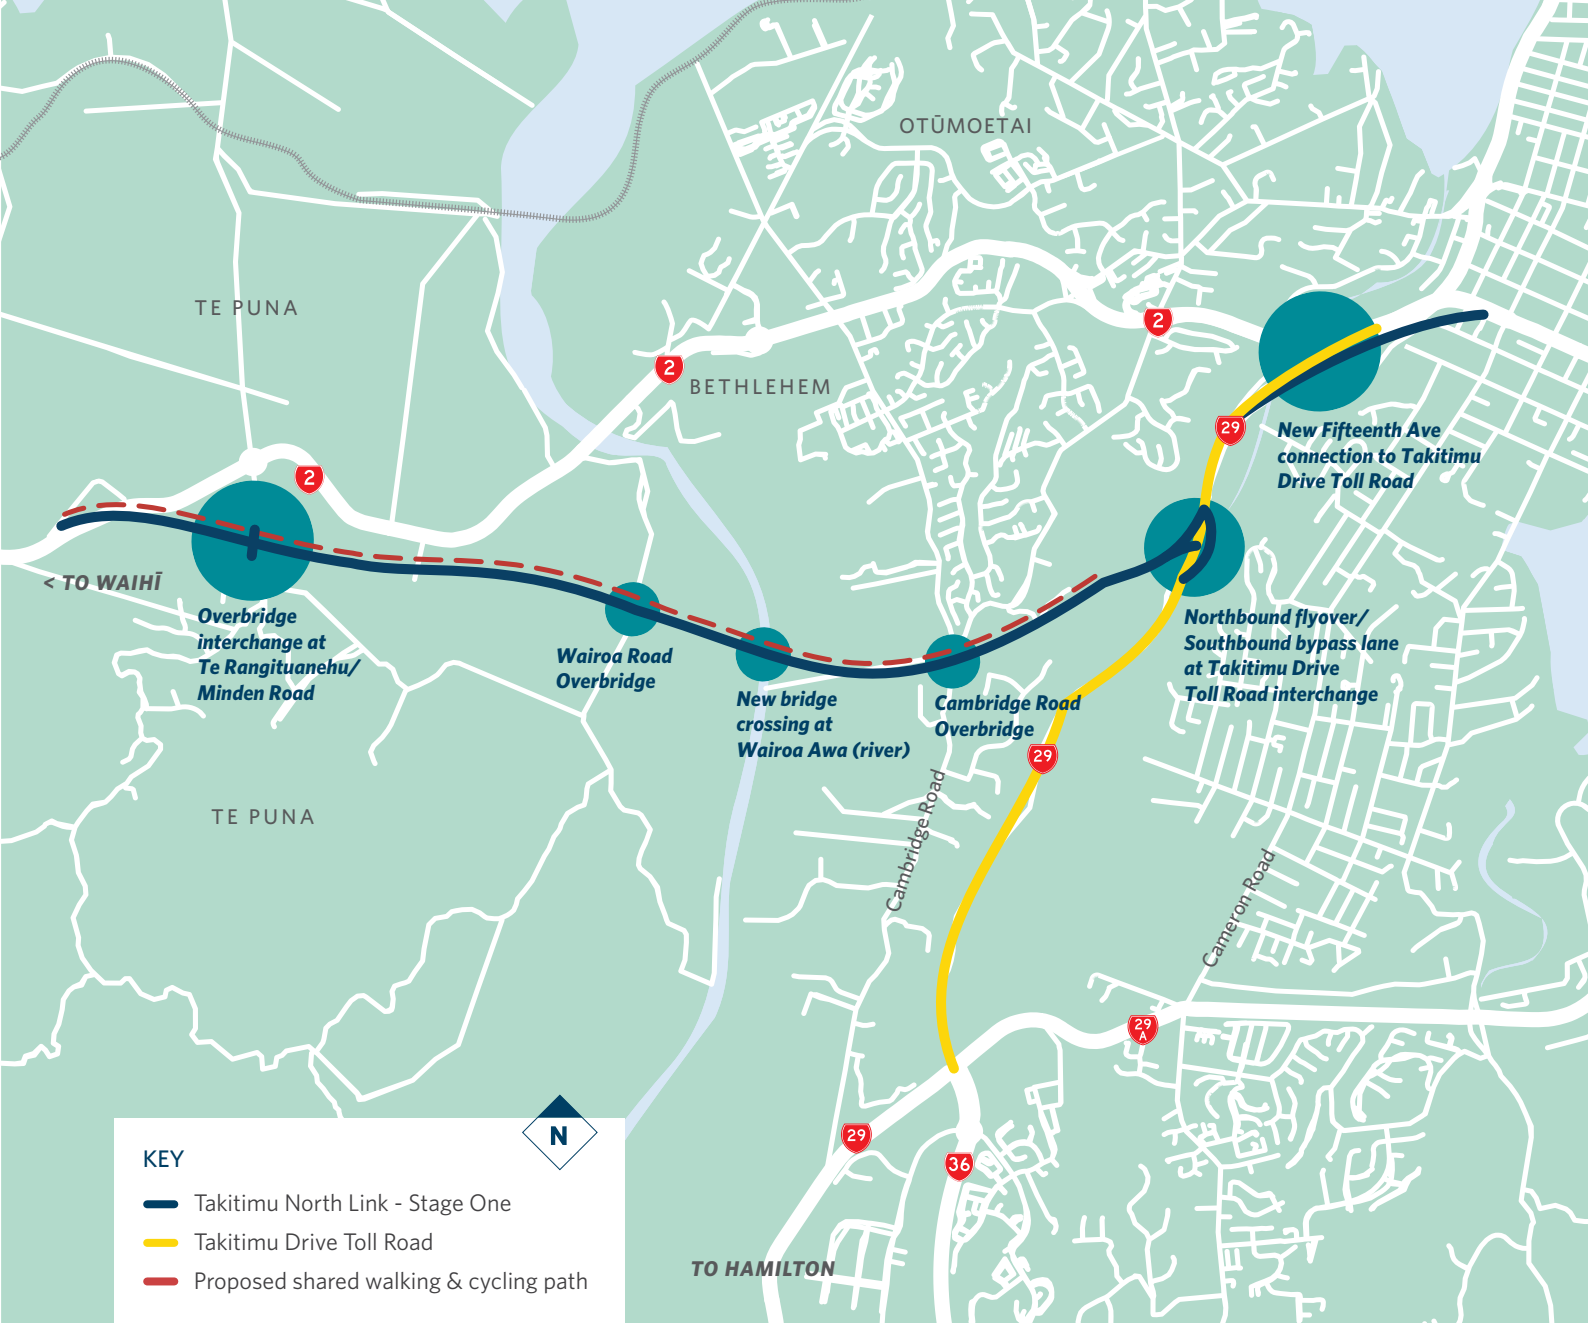 OTŪMOETAI
TE PUNA
2
2
BETHLEHEM
29
New Fifteenth Ave
connection to Takitimu
Drive Toll Road
2
< TO WAIHĪ
Overbridge
interchange at
Te Rangituanehu/
Minden Road
Wairoa Road
Overbridge
New bridge
crossing at
Wairoa Awa (river)
Cambridge Road
Overbridge
Northbound flyover/
Southbound bypass lane
at Takitimu Drive
Toll Road interchange
29
TE PUNA
Cambridge Road
Cameron Road
29
A
29
36
TO HAMILTON
N
KEY
Takitimu North Link - Stage One
Takitimu Drive Toll Road
Proposed shared walking & cycling path